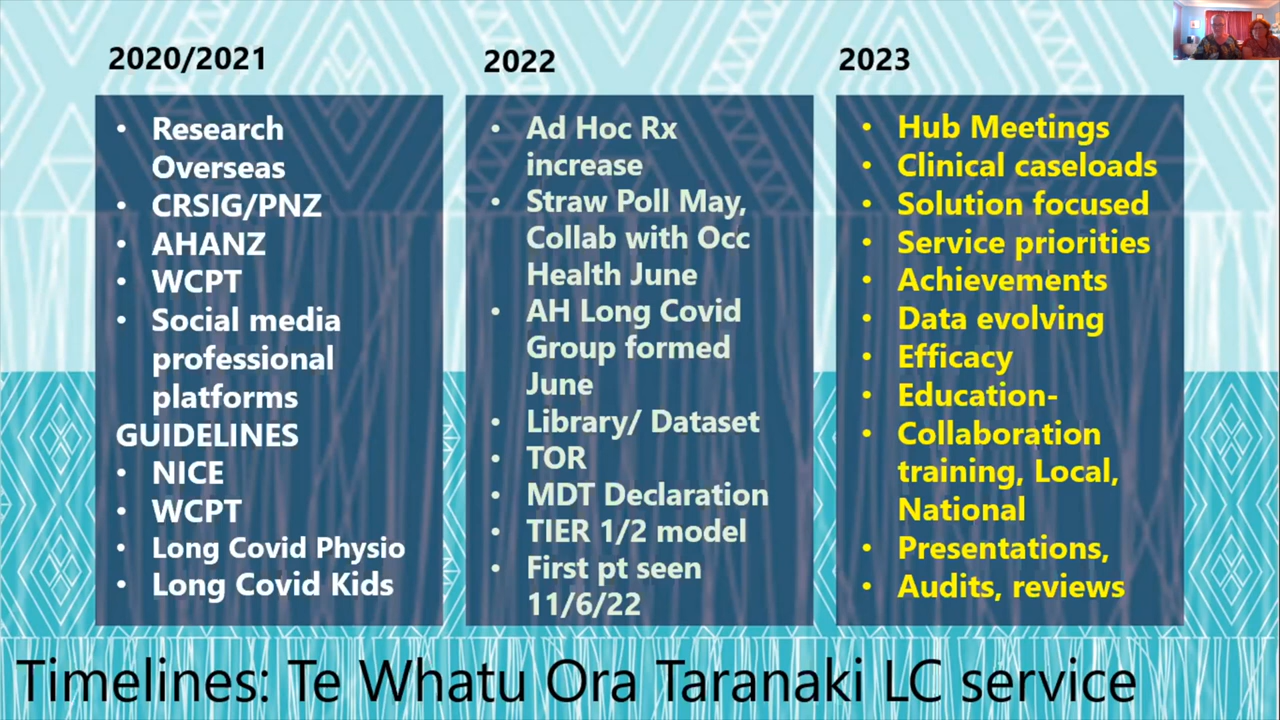 2020/2021
Research
Overseas
CRSIG/PNZ
AHANZ
WCPT
Social media
professional
platforms
GUIDELINES
NICE
WCPT
Long Covid Physio
Long Covid Kids
2022
Ad Hoc Rx
increase
Straw Poll May,
Collab with Occ
Health June
AH Long Covid
Group formed
June
Library/ Dataset
TOR
MDT Declaration
TIER 1/2 model
First pt seen
11/6/22
2023
Hub Meetings
Clinical caseloads
Solution focused
Service priorities
Achievements
Data evolving
Efficacy
Education-
Collaboration
training, Local,
National
Presentations,
Audits, reviews
Timelines: Te Whatu Ora Taranaki LC service